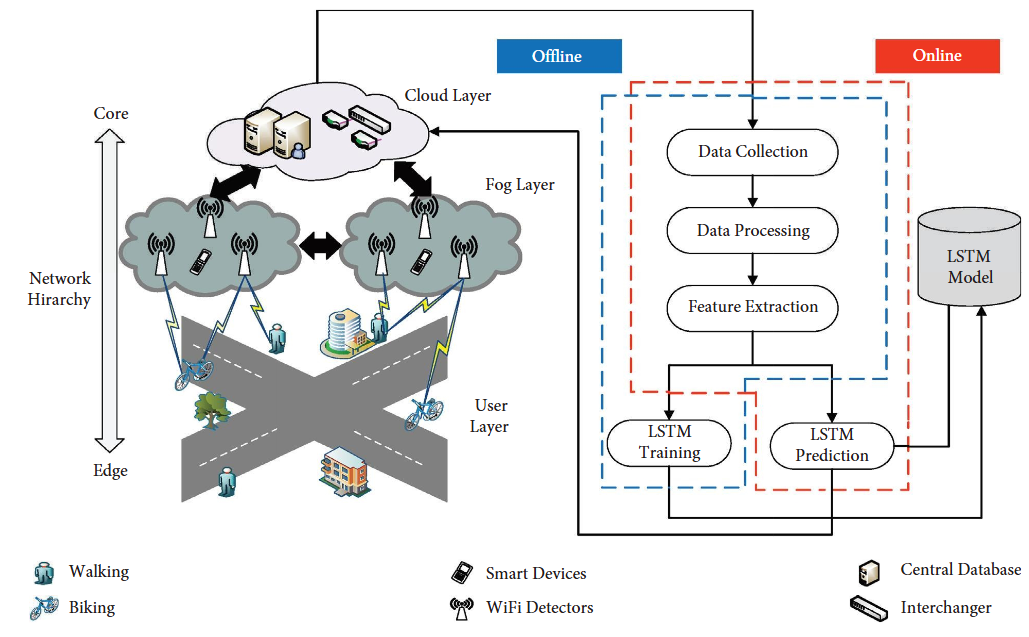 Offline
Online
Cloud Layer
Core
Data Collection
Fog Layer
Data Processing
Network
Hirarchy
LSTM
Model
Feature Extraction
User
Layer
LSTM
Training
LSTM
Prediction
Edge
Walking
Smart Devices
Central Database
Biking
WiFi Detectors
Interchanger